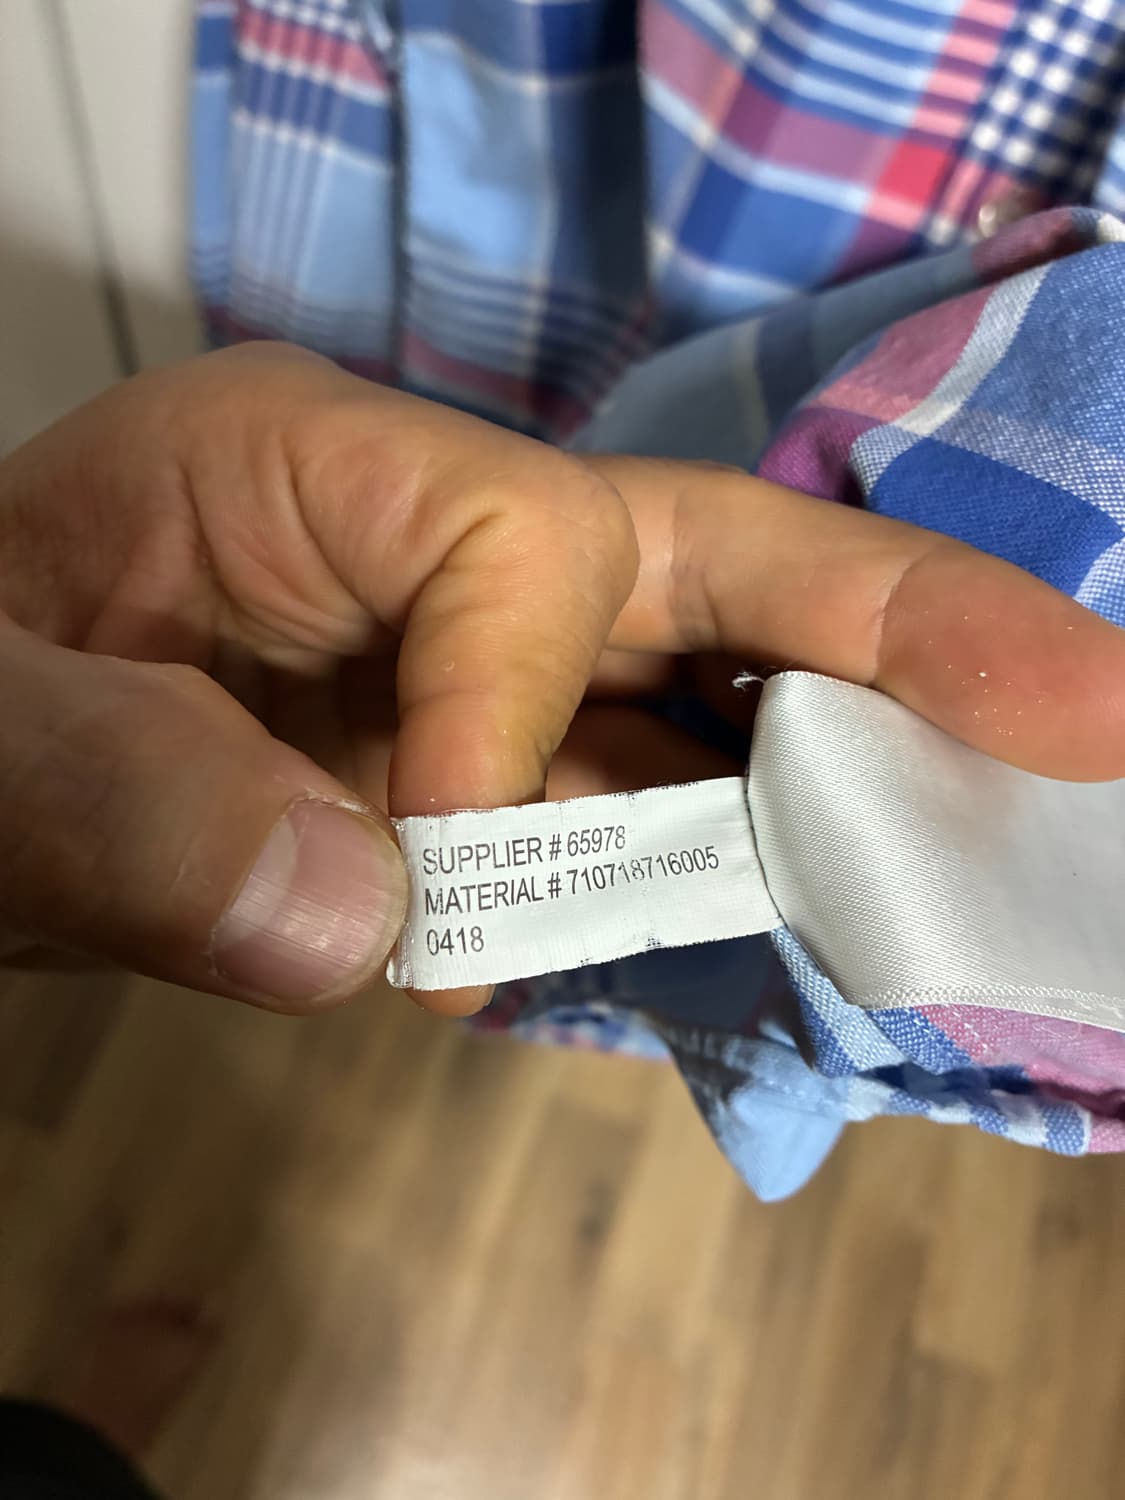 SUPPLIER # 65978
MATERIAL # 710718716005
0418